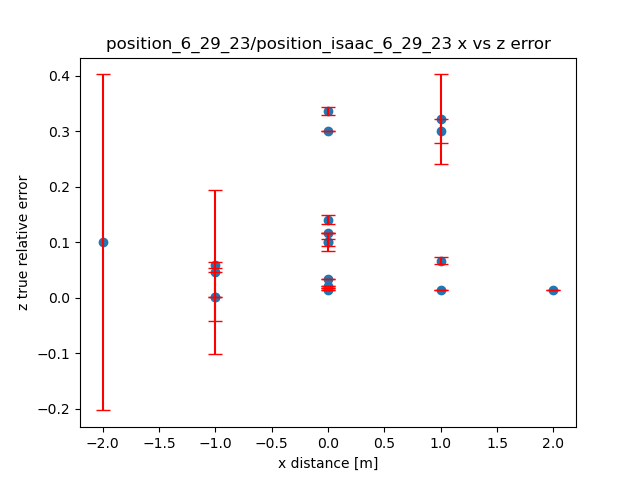 position_6_29_23/position_isaac_6_29_23 x vs z error
z true relative error
0.4
0.3
0.2
0.1
0.0
−0.1
−0.2
−2.0 −1.5 −1.0 −0.5 0.0 0.5 1.0 1.5 2.0
x distance [m]